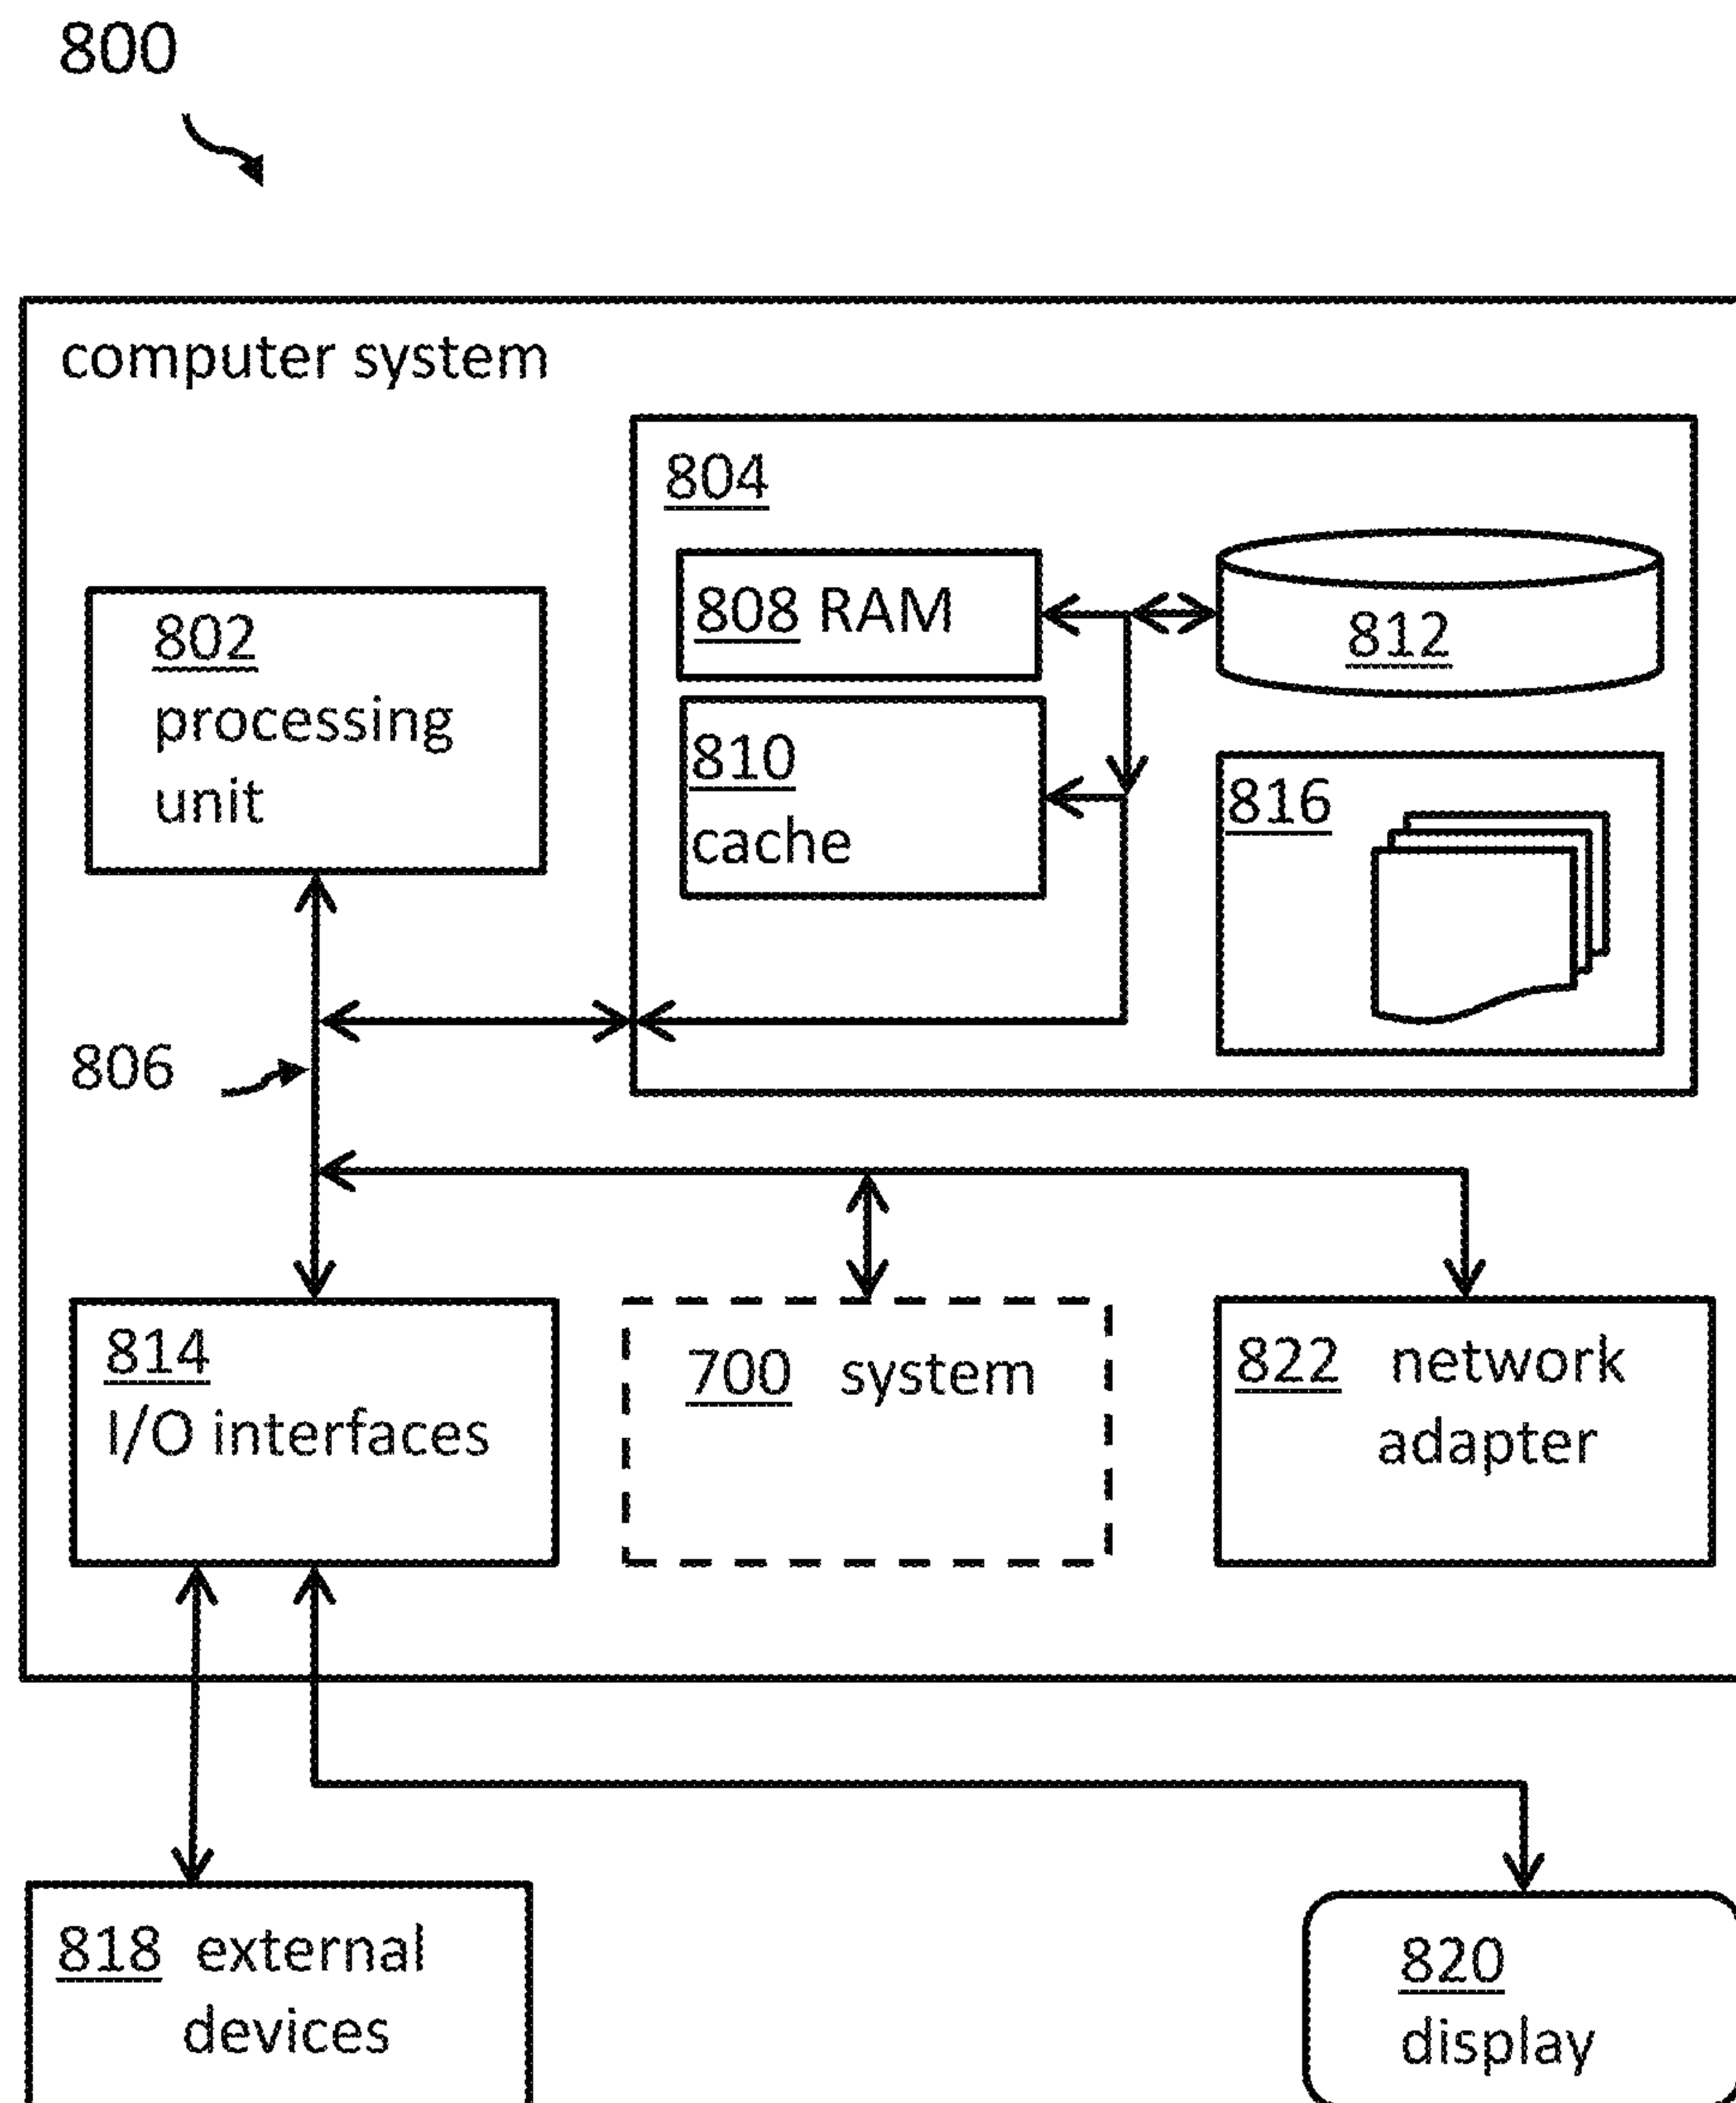 800
computer system
804
808 RAM
812
802
processing
unit
810
cache
816
806
814
I/O interfaces
700 system
822 network
adapter
818 external
devices
820
display